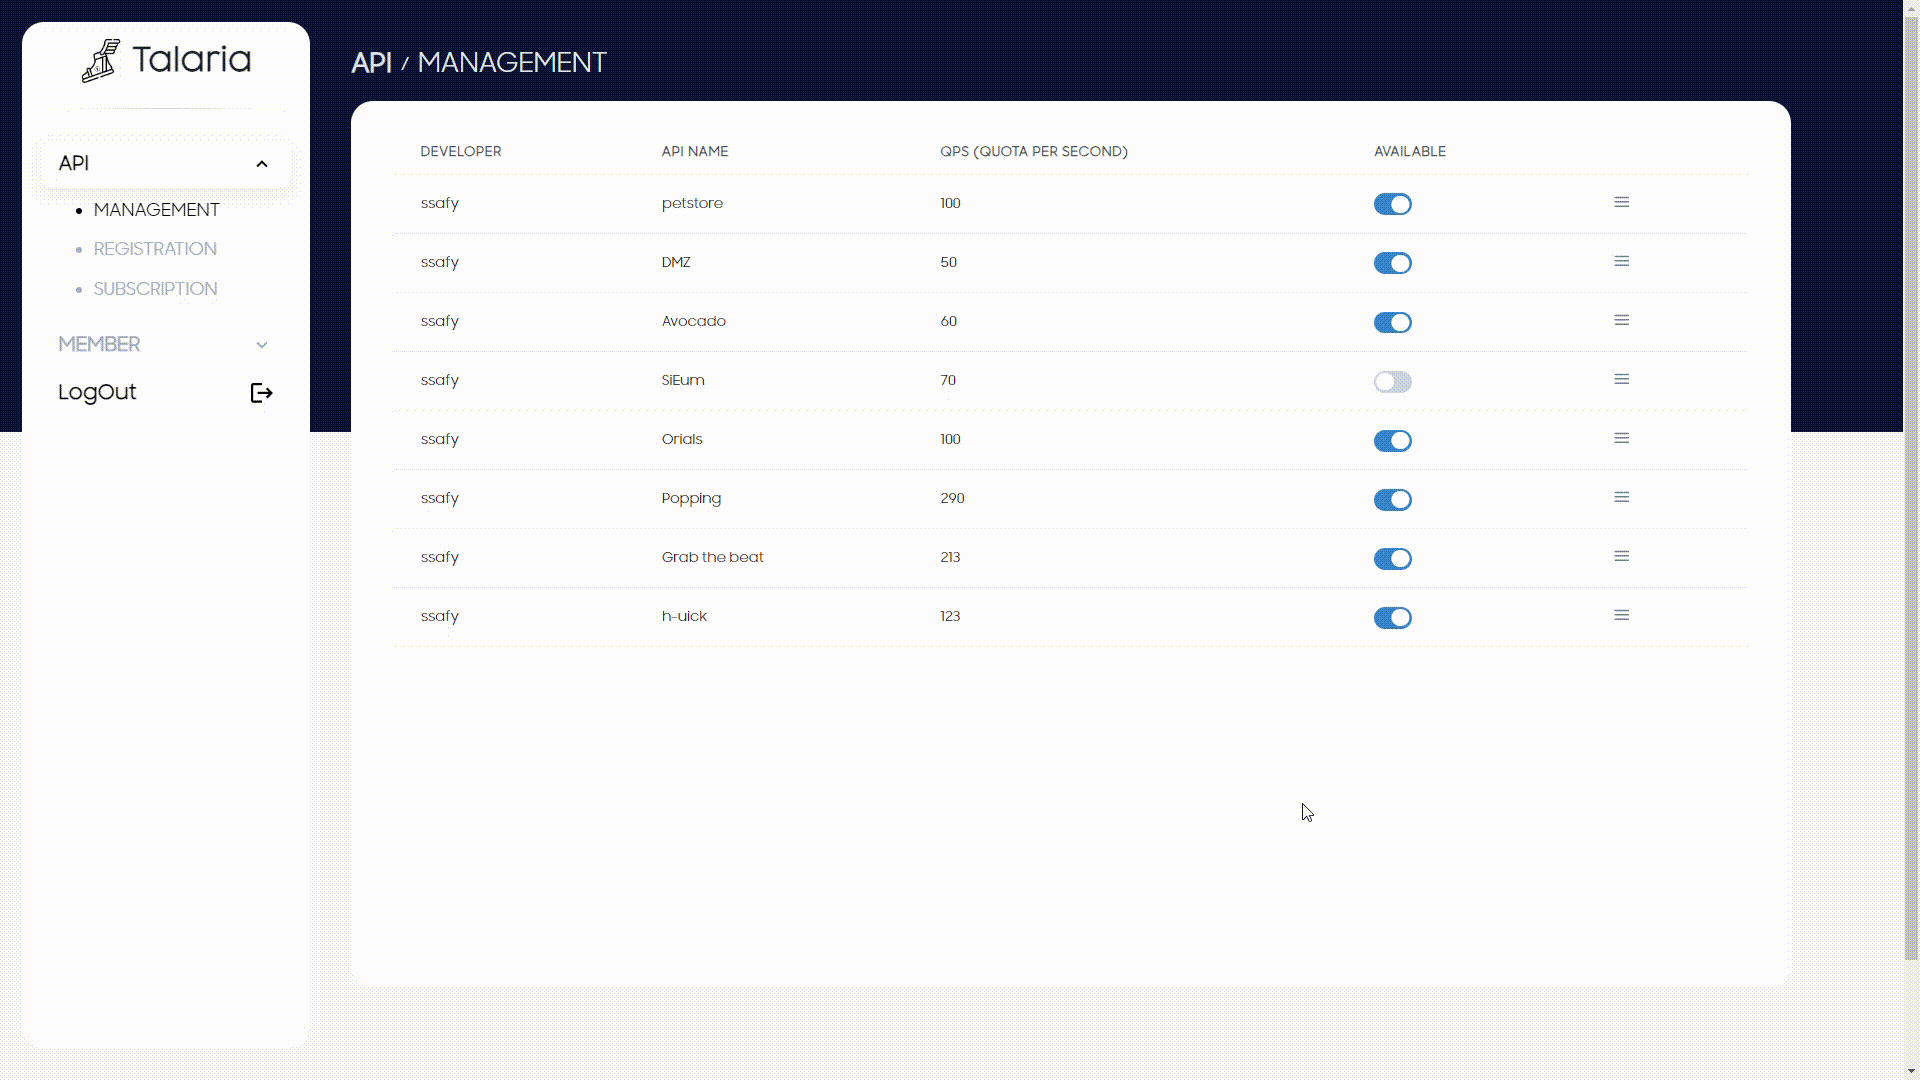 Talaria
API
MANAGEMENT
REGISTRATION
SUBSCRIPTION
MEMBER
LogOut
API / MANAGEMENT
DEVELOPER API NAME QPS (QUOTA PER SECOND) AVAILABLE
ssafy petstore 100
ssafy DMZ 50
ssafy Avocado 60
ssafy SiEum 70
ssafy Orials 100
ssafy Popping 290
ssafy Grab the beat 213
ssafy h-uick 123